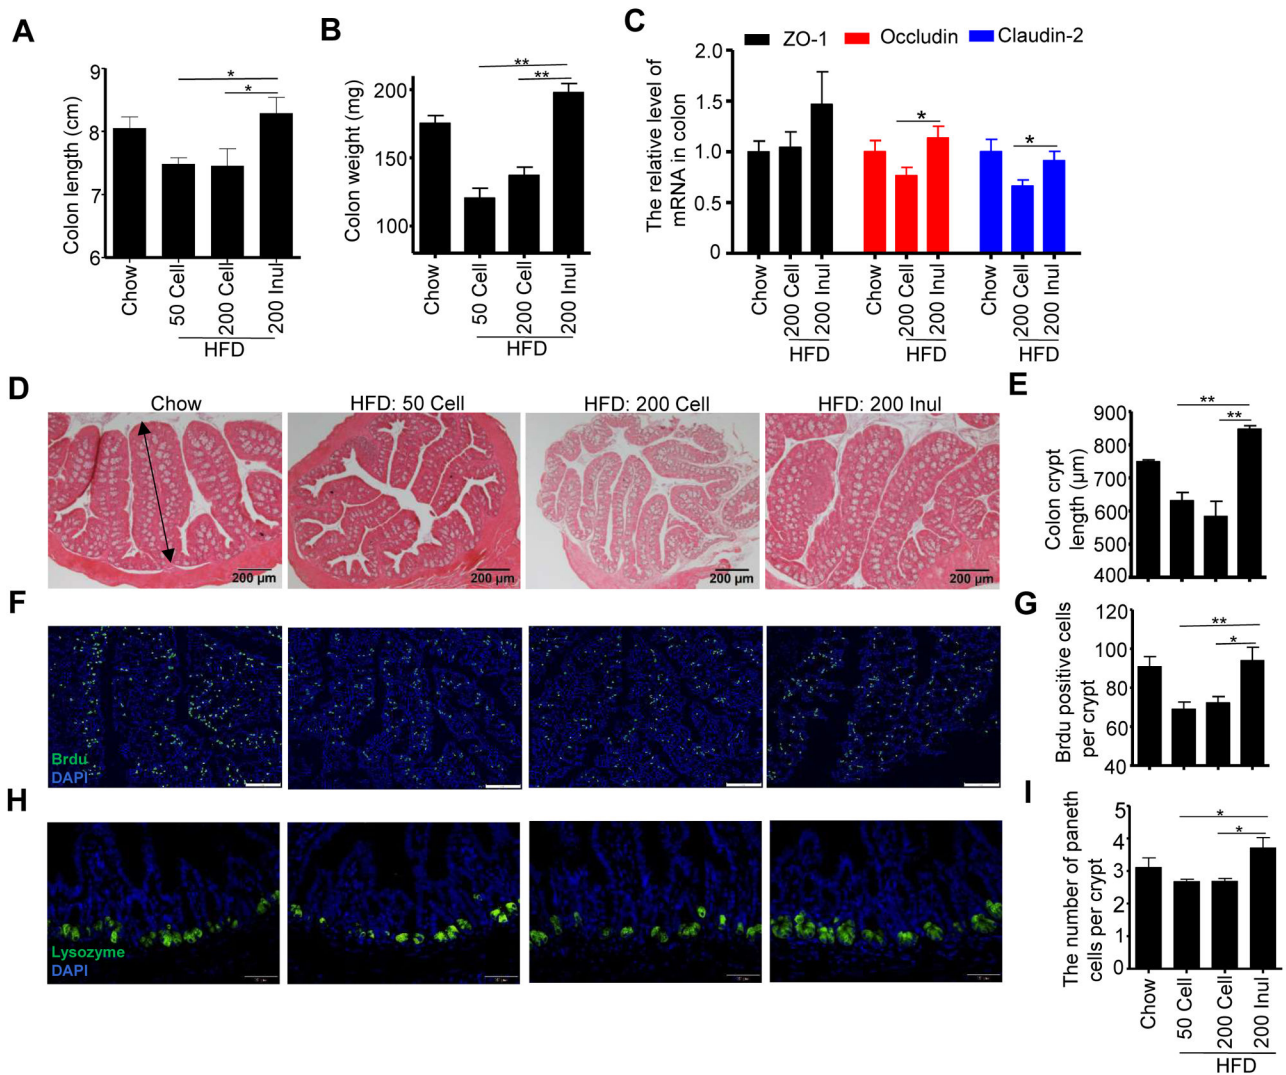 A
Colon length (cm)
9
8
7
6
*
*
Chow
50 Cell
200 Cell
200 Inul
HFD
B
Colon weight (mg)
200
150
100
**
**
Chow
50 Cell
200 Cell
200 Inul
HFD
C
ZO-1 Occludin Claudin-2
The relative level of
mRNA in colon
2.0
1.5
1.0
0.5
0
*
*
Chow
200 Cell
200 Inul
HFD
Chow
200 Cell
200 Inul
HFD
Chow
200 Cell
200 Inul
HFD
D
Chow
HFD: 50 Cell
HFD: 200 Cell
HFD: 200 Inul
200 µm
200 µm
200 µm
200 µm
E
Colon crypt
length (µm)
900
800
700
600
500
400
**
**
F
Brdu
DAPI
G
Brdu positive cells
per crypt
120
100
80
60
40
**
*
H
Lysozyme
DAPI
I
The number of paneth
cells per crypt
5
4
3
2
1
0
*
*
Chow
50 Cell
200 Cell
200 Inul
HFD